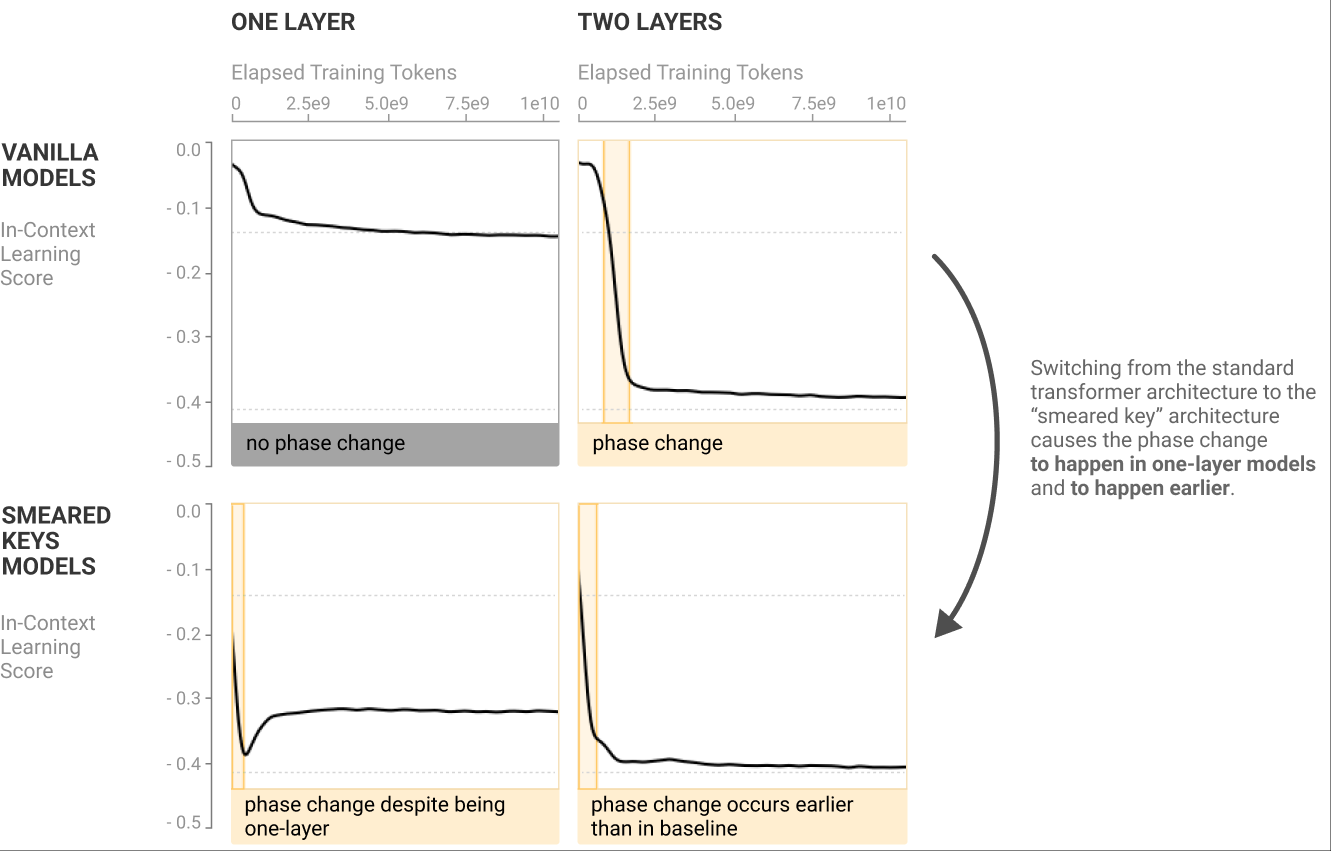 ONE LAYER
TWO LAYERS
Elapsed Training Tokens
Elapsed Training Tokens
0 2.5e9 5.0e9 7.5e9 1e10
0 2.5e9 5.0e9 7.5e9 1e10
VANILLA
MODELS
In-Context
Learning
Score
0.0
- 0.1
- 0.2
- 0.3
- 0.4
- 0.5
no phase change
phase change
Switching from the standard
transformer architecture to the
“smeared key” architecture
causes the phase change
to happen in one-layer models
and to happen earlier.
SMEARED
KEYS
MODELS
In-Context
Learning
Score
0.0
- 0.1
- 0.2
- 0.3
- 0.4
- 0.5
phase change despite being
one-layer
phase change occurs earlier
than in baseline